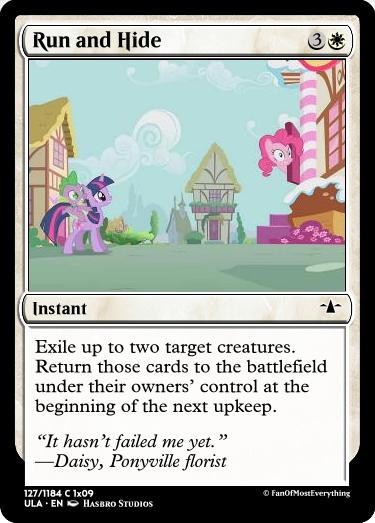 Run and Hide 3
Instant
Exile up to two target creatures.
Return those cards to the battlefield
under their owners’ control at the
beginning of the next upkeep.
“It hasn’t failed me yet.”
—Daisy, Ponyville florist
127/1184 C 1x09
ULA • EN Hasbro Studios
© FanOfMostEverything